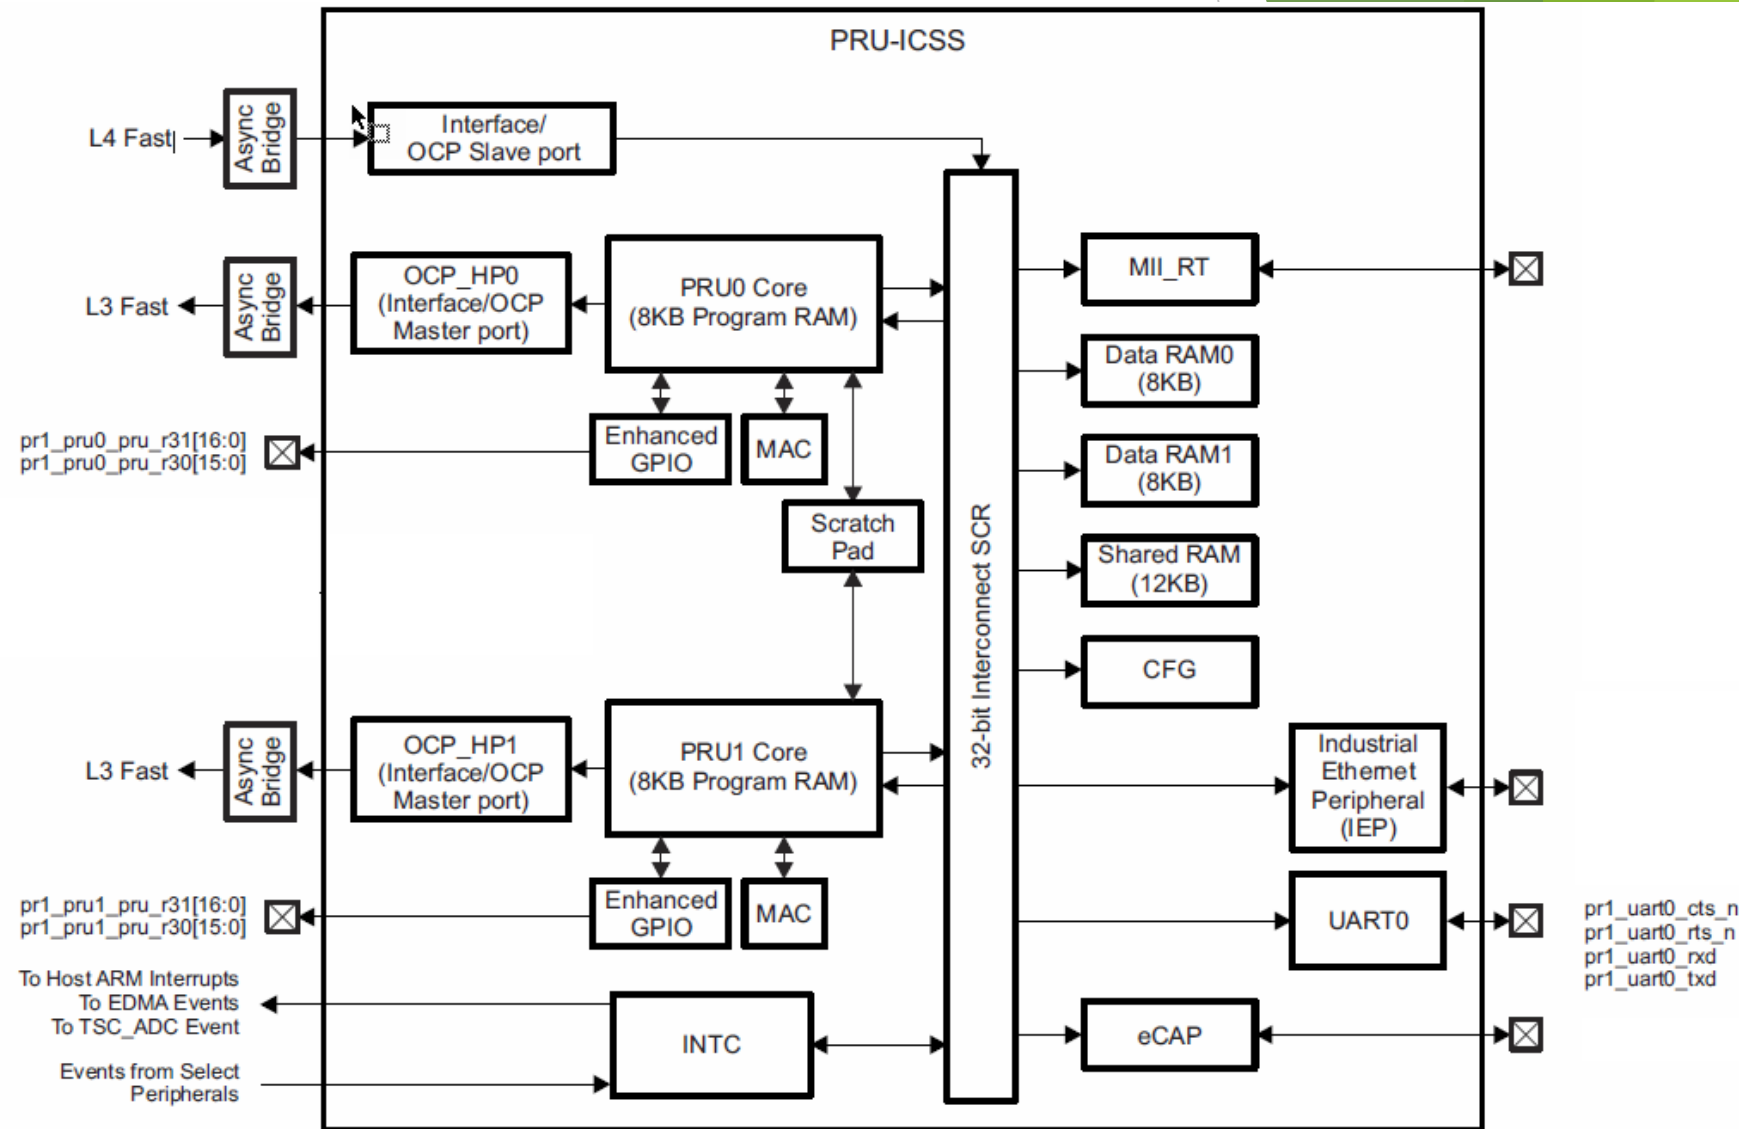 PRU-ICSS
L4 Fast
Async
Bridge
Interface/
OCP Slave port
L3 Fast
Async
Bridge
OCP_HP0
(Interface/OCP
Master port)
PRU0 Core
(8KB Program RAM)
MII_RT
Data RAM0
(8KB)
pr1_pru0_pru_r31[16:0]
pr1_pru0_pru_r30[15:0]
Enhanced
GPIO
MAC
Data RAM1
(8KB)
Scratch
Pad
32-bit Interconnect SCR
Shared RAM
(12KB)
CFG
L3 Fast
Async
Bridge
OCP_HP1
(Interface/OCP
Master port)
PRU1 Core
(8KB Program RAM)
Industrial
Ethernet
Peripheral
(IEP)
pr1_pru1_pru_r31[16:0]
pr1_pru1_pru_r30[15:0]
Enhanced
GPIO
MAC
UART0
pr1_uart0_cts_n
pr1_uart0_rts_n
pr1_uart0_rxd
pr1_uart0_txd
To Host ARM Interrupts
To EDMA Events
To TSC_ADC Event
Events from Select
Peripherals
INTC
eCAP